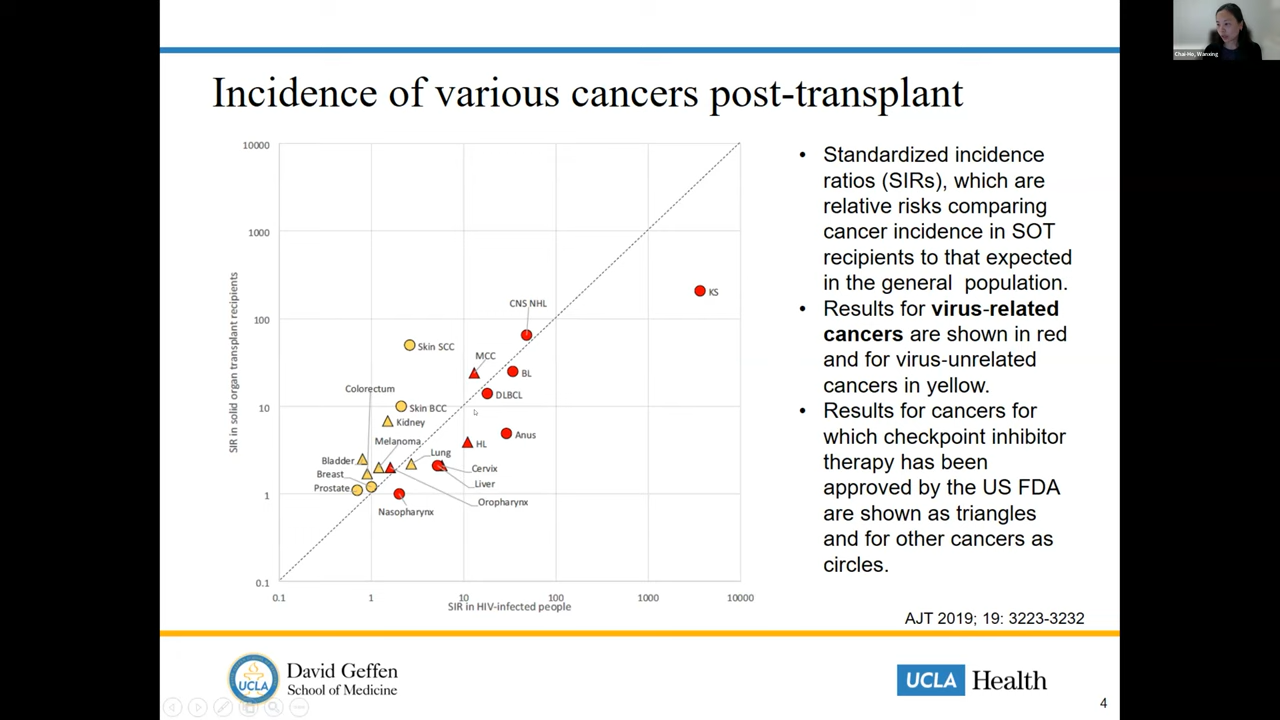 Chai-Ho, Wanxing
Incidence of various cancers post-transplant
10000
1000
100
10
1
0.1
SIR in solid organ transplant recipients
KS
CNS NHL
Skin SCC
MCC
BL
Colorectum
DLBCL
Skin BCC
Kidney
Anus
Melanoma
HL
Lung
Bladder
Cervix
Breast
Liver
Prostate
Oropharynx
Nasopharynx
0.1 1 10 100 1000 10000
SIR in HIV-infected people
• Standardized incidence
ratios (SIRs), which are
relative risks comparing
cancer incidence in SOT
recipients to that expected
in the general population.
• Results for virus-related
cancers are shown in red
and for virus-unrelated
cancers in yellow.
• Results for cancers for
which checkpoint inhibitor
therapy has been
approved by the US FDA
are shown as triangles
and for other cancers as
circles.
AJT 2019; 19: 3223-3232
UCLA
David Geffen
School of Medicine
UCLA Health
4